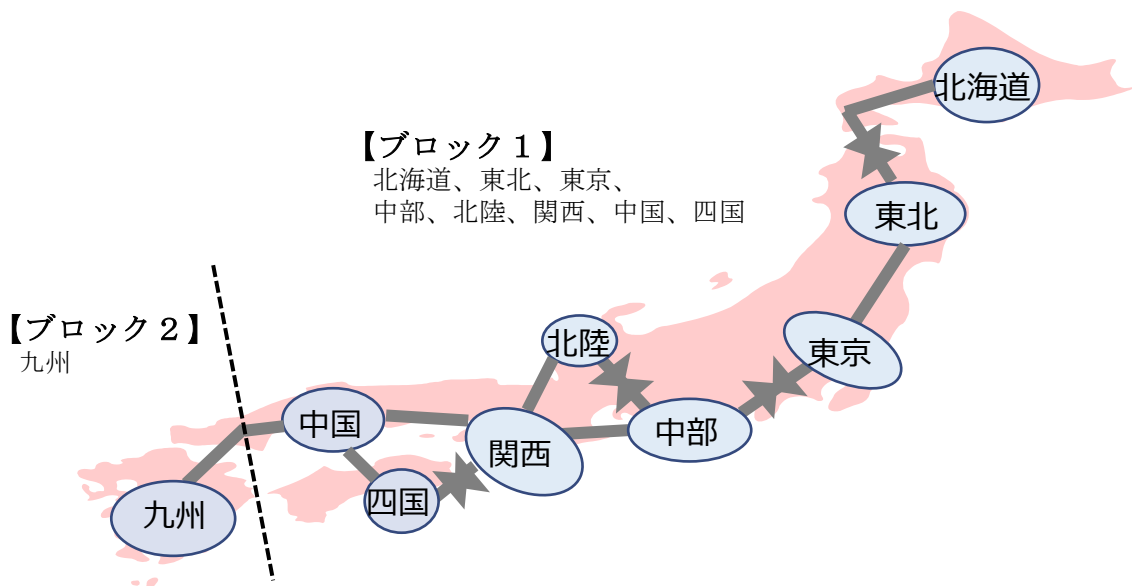 北海道
【ブロック１】
北海道、東北、東京、
中部、北陸、関西、中国、四国
東北
【ブロック２】
九州
北陸
東京
中国
中部
関西
四国
九州